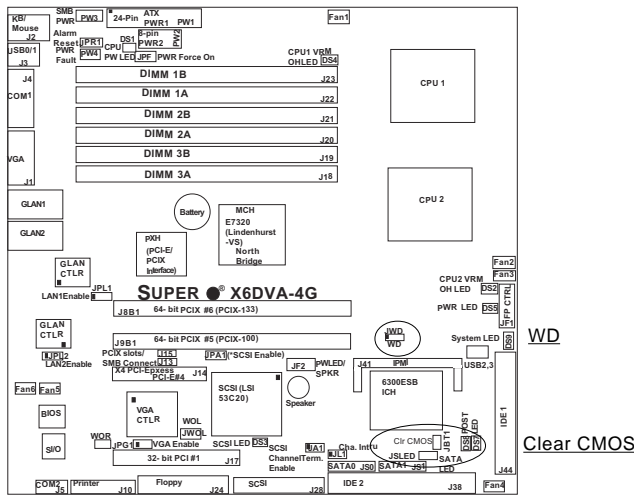 KB/
Mouse
J2
SMB
PWR
PW3
24-Pin
ATX
PWR1
PW1
Fan1
USB0/1
J3
Alarm
Reset
JPR1
PWR
Fault
PW4
DS1
CPU
PW LED
8-pin
PWR2
PW2
JPF
PWR Force On
CPU1 VRM
OHLED
DS4
J4
COM1
DIMM 1B
J23
DIMM 1A
J22
DIMM 2B
J21
DIMM 2A
J20
DIMM 3B
J19
DIMM 3A
J18
CPU 1
VGA
J1
GLAN1
GLAN2
Battery
MCH
E7320
(Lindenhurst
-VS)
North
Bridge
PXH
(PCI-E/
PCIX
Interface)
CPU 2
GLAN
CTLR
JPL1
LAN1Enable
SUPER ® X6DVA-4G
Fan2
Fan3
CPU2 VRM
OH LED
DS2
PWR LED
DS5
FP CTRL
JF1
J8B1
64- bit PCIX #6 (PCIX-133)
GLAN
CTLR
JPL2
LAN2Enable
J9B1
64- bit PCIX #5 (PCIX-100)
JWD
WD
System LED
DS9
WD
PCIX slots/
SMB Connect
J15
J13
JPA1
(*SCSI Enable)
X4 PCI-Epxess
PCI-E#4
J14
JF2
PWLED/
SPKR
Speaker
J41
IPMI
USB2,3
6300ESB
ICH
Fan6
Fan5
BIOS
SI/O
VGA
CTLR
SCSI (LSI
53C20)
WOL
JWOL
WOR
JPG1
VGA Enable
SCSI LED
DS3
SCSI
ChannelTerm.
Enable
JA1
Cha. Intru
JL1
Clr CMOS
JBT1
POST
LED
DS8
DS7
JSLED
SATA
LED
IDE 1
J44
Clear CMOS
32- bit PCI #1
J17
SATA0
JS0
SATA1
JS1
COM2
J5
Printer
J10
Floppy
J24
SCSI
J28
IDE 2
J38
Fan4